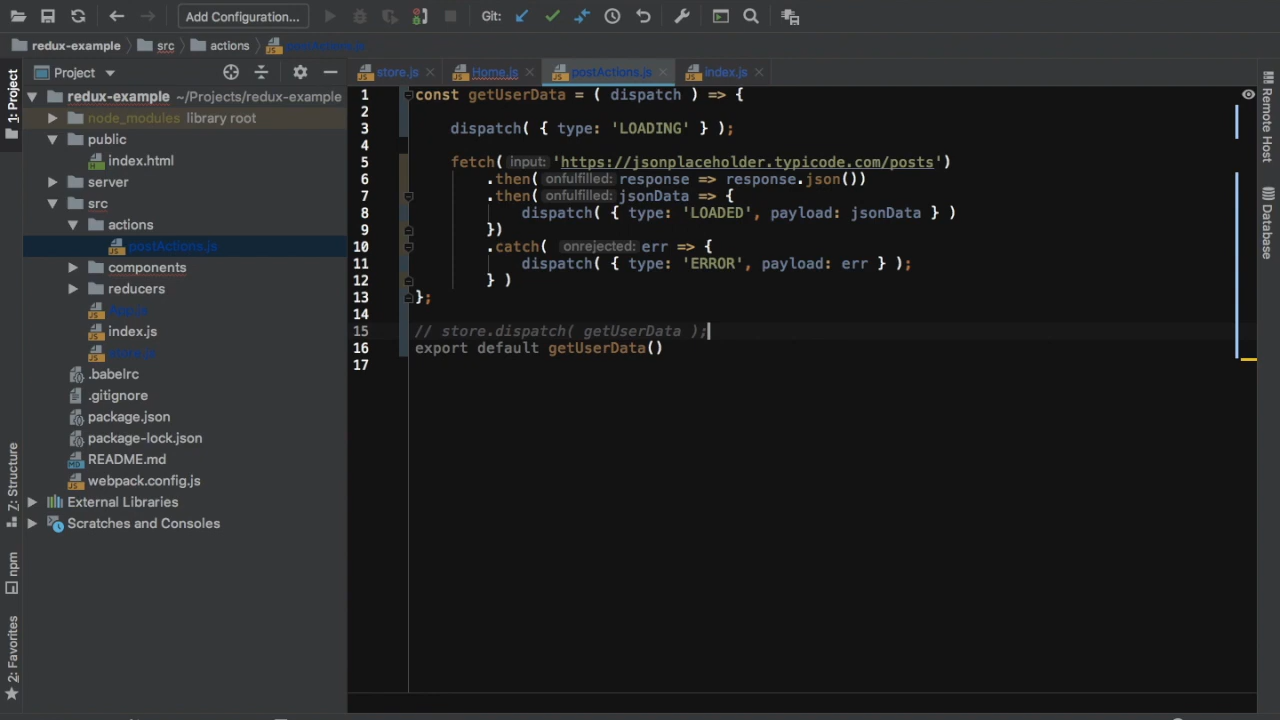 Add Configuration...
Git:
redux-example
src
actions
postActions.js
Project
store.js
Home.js
postActions.js
index.js
1: Project
Z: Structure
npm
2: Favorites
Remote Host
Database
redux-example ~/Projects/redux-example
node_modules library root
public
index.html
server
src
actions
postActions.js
components
reducers
index.js
store.js
.babelrc
.gitignore
package.json
package-lock.json
README.md
webpack.config.js
External Libraries
Scratches and Consoles
1 const getUserData = ( dispatch ) => {
2
3 dispatch( { type: 'LOADING' } );
4
5 fetch( input: 'https://jsonplaceholder.typicode.com/posts')
6 .then( onfulfilled: response => response.json())
7 .then( onfulfilled: jsonData => {
8 dispatch( { type: 'LOADED', payload: jsonData } )
9 })
10 .catch( onrejected: err => {
11 dispatch( { type: 'ERROR', payload: err } );
12 } )
13 };
14
15 // store.dispatch( getUserData );
16 export default getUserData()
17